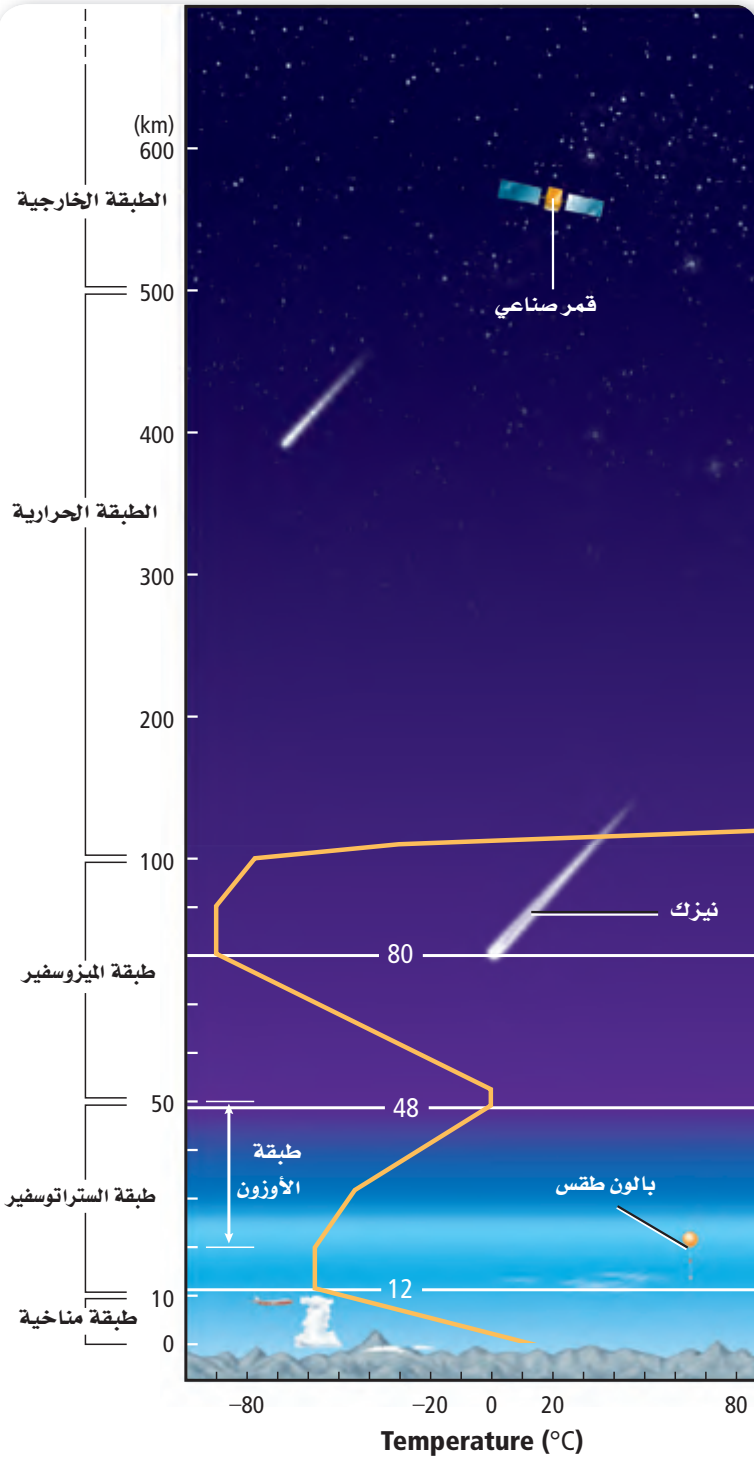 (km)
600
الطبقة الخارجية
قمر صناعي
500
400
الطبقة الحرارية
300
200
100
نيزك
80
طبقة الميزوسفير
50
48
طبقة
الأوزون
بالون طقس
طبقة الستراتوسفير
12
10
طبقة مناخية
0
–80 –20 0 20 80
Temperature (°C)